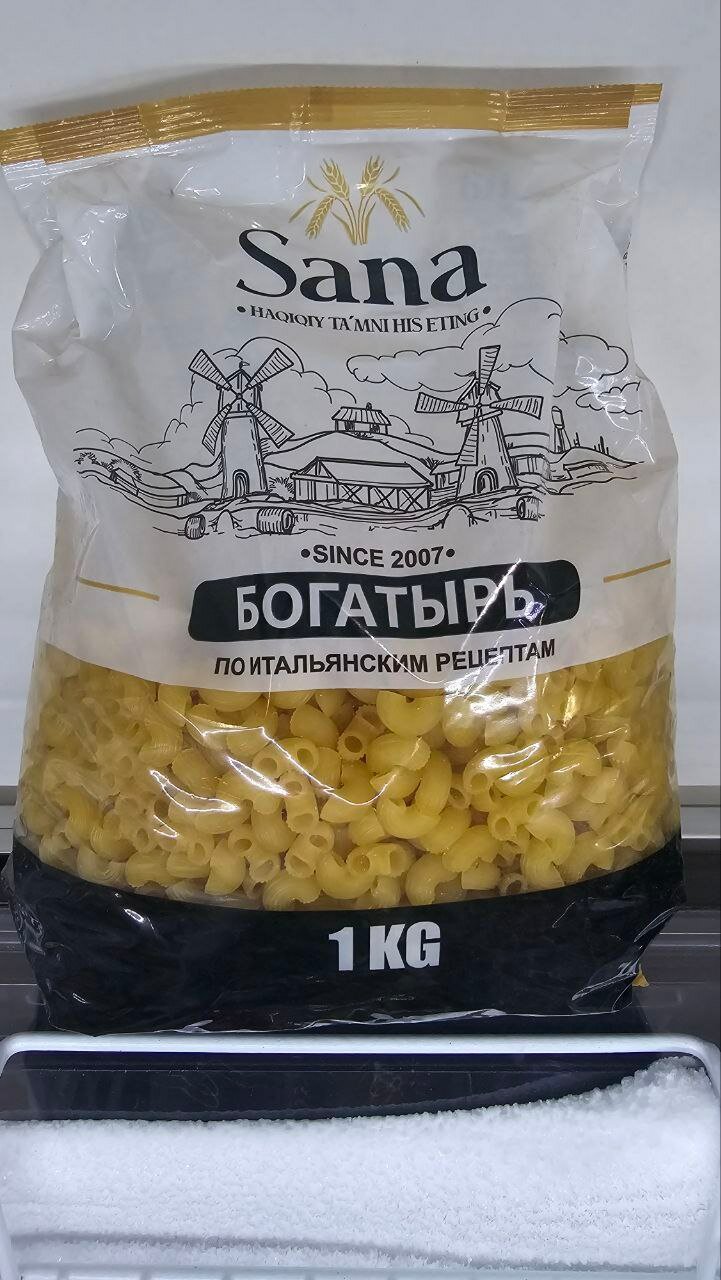 Sana
• HAQIQIY TA'MNI HIS ETING •
• SINCE 2007 •
БОГАТЫРЬ
ПО ИТАЛЬЯНСКИМ РЕЦЕПТАМ
1 KG